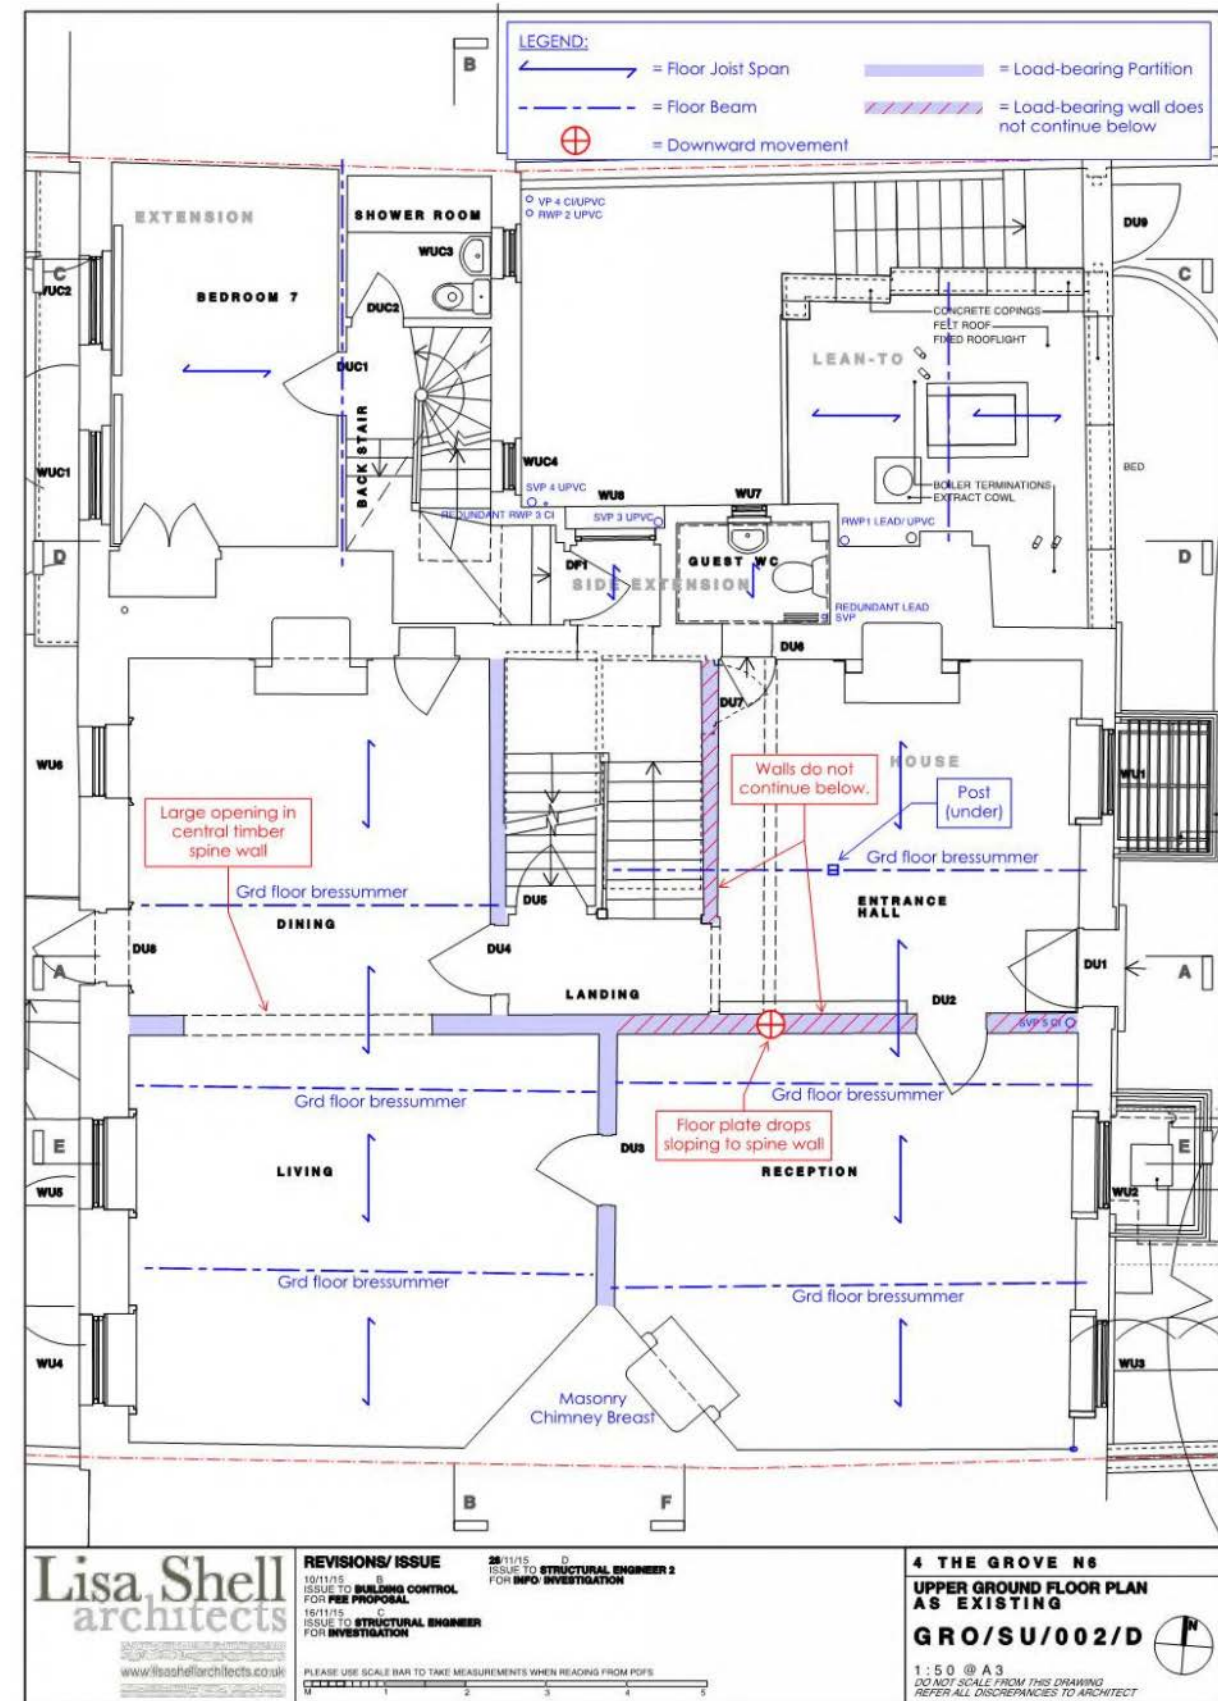 LEGEND:
= Floor Joist Span
= Load-bearing Partition
= Floor Beam
= Load-bearing wall does
not continue below
= Downward movement
B
EXTENSION
SHOWER ROOM
VP 4 CI/UPVC
RWP 2 UPVC
DU9
WUC3
C
WUC2
C
BEDROOM 7
DUC2
CONCRETE COPINGS
FELT ROOF
FIXED ROOFLIGHT
LEAN-TO
DUC1
BACK STAIR
WUC1
WUC4
BED
SVP 4 UPVC
WU8
WU7
BOILER TERMINATIONS
EXTRACT COWL
REDUNDANT RWP 3 CI
SVP 3 UPVC
RWP1 LEAD/ UPVC
D
D
DF1
GUEST WC
SIDE EXTENSION
REDUNDANT LEAD
SVP
DU6
DU7
WU6
HOUSE
WU1
Walls do not
continue below.
Post
(under)
Large opening in
central timber
spine wall
Grd floor bressummer
Grd floor bressummer
DU5
ENTRANCE
HALL
DINING
DU8
DU4
A
DU1
A
LANDING
DU2
SVP 5 CI
Grd floor bressummer
Grd floor bressummer
Floor plate drops
sloping to spine wall
E
DU3
E
LIVING
RECEPTION
WU5
WU2
Grd floor bressummer
Grd floor bressummer
WU4
WU3
Masonry
Chimney Breast
B
F
Lisa Shell
architects
www.lisashellarchitects.co.uk
REVISIONS/ ISSUE
10/11/15 B
ISSUE TO BUILDING CONTROL
FOR FEE PROPOSAL
16/11/15 C
ISSUE TO STRUCTURAL ENGINEER
FOR INVESTIGATION
26/11/15 D
ISSUE TO STRUCTURAL ENGINEER 2
FOR INFO/ INVESTIGATION
PLEASE USE SCALE BAR TO TAKE MEASUREMENTS WHEN READING FROM PDFS
M 1 2 3 4 5
4 THE GROVE N6
UPPER GROUND FLOOR PLAN
AS EXISTING
GRO/SU/002/D
N
1:50 @ A3
DO NOT SCALE FROM THIS DRAWING
REFER ALL DISCREPANCIES TO ARCHITECT